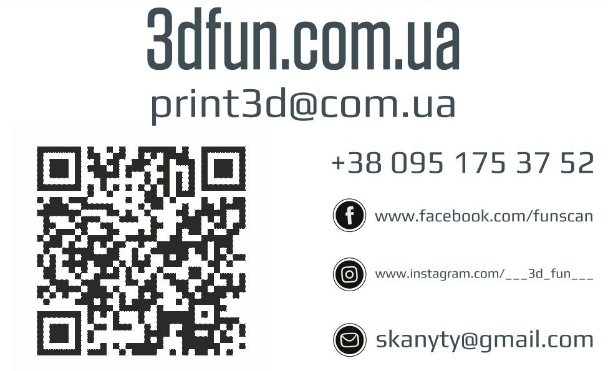 3dfun.com.ua
print3d@com.ua
+38 095 175 37 52
www.facebook.com/funscan
www.instagram.com/___3d_fun___
skanyty@gmail.com